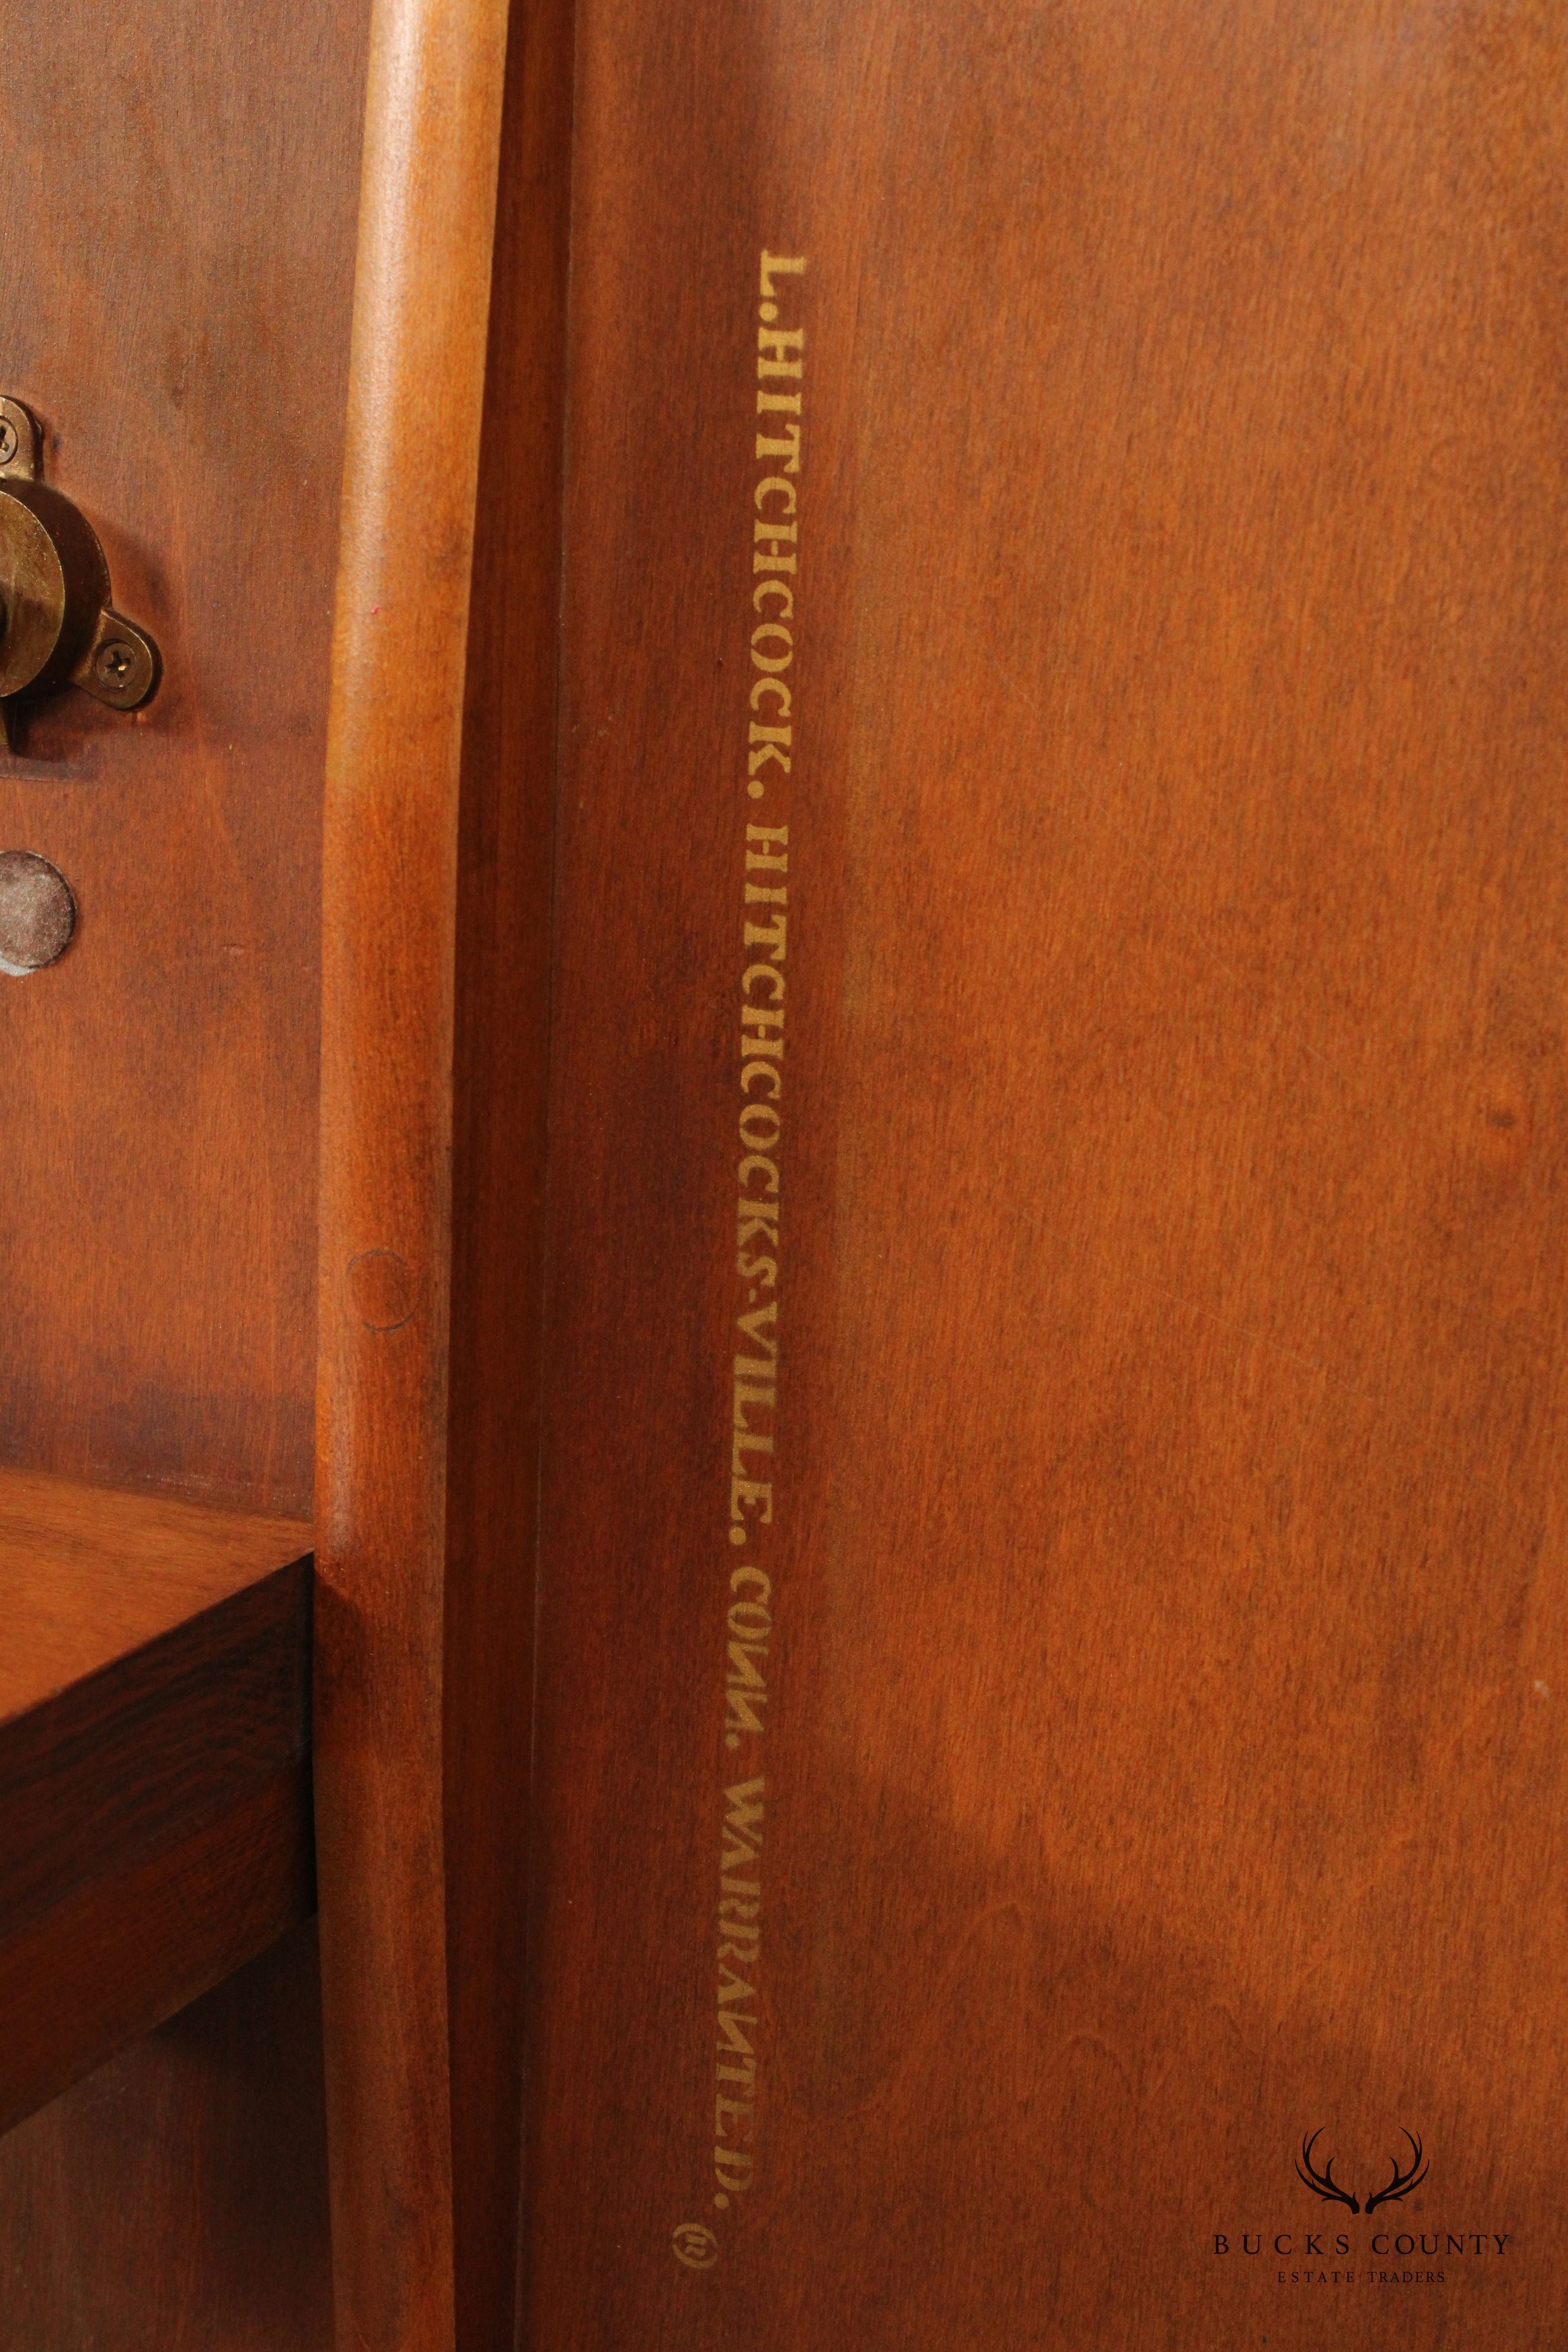 L.HITCHCOCK. HITCHCOCKS-VILLE. CONN. WARRANTED.
®
BUCKS COUNTY
ESTATE TRADERS